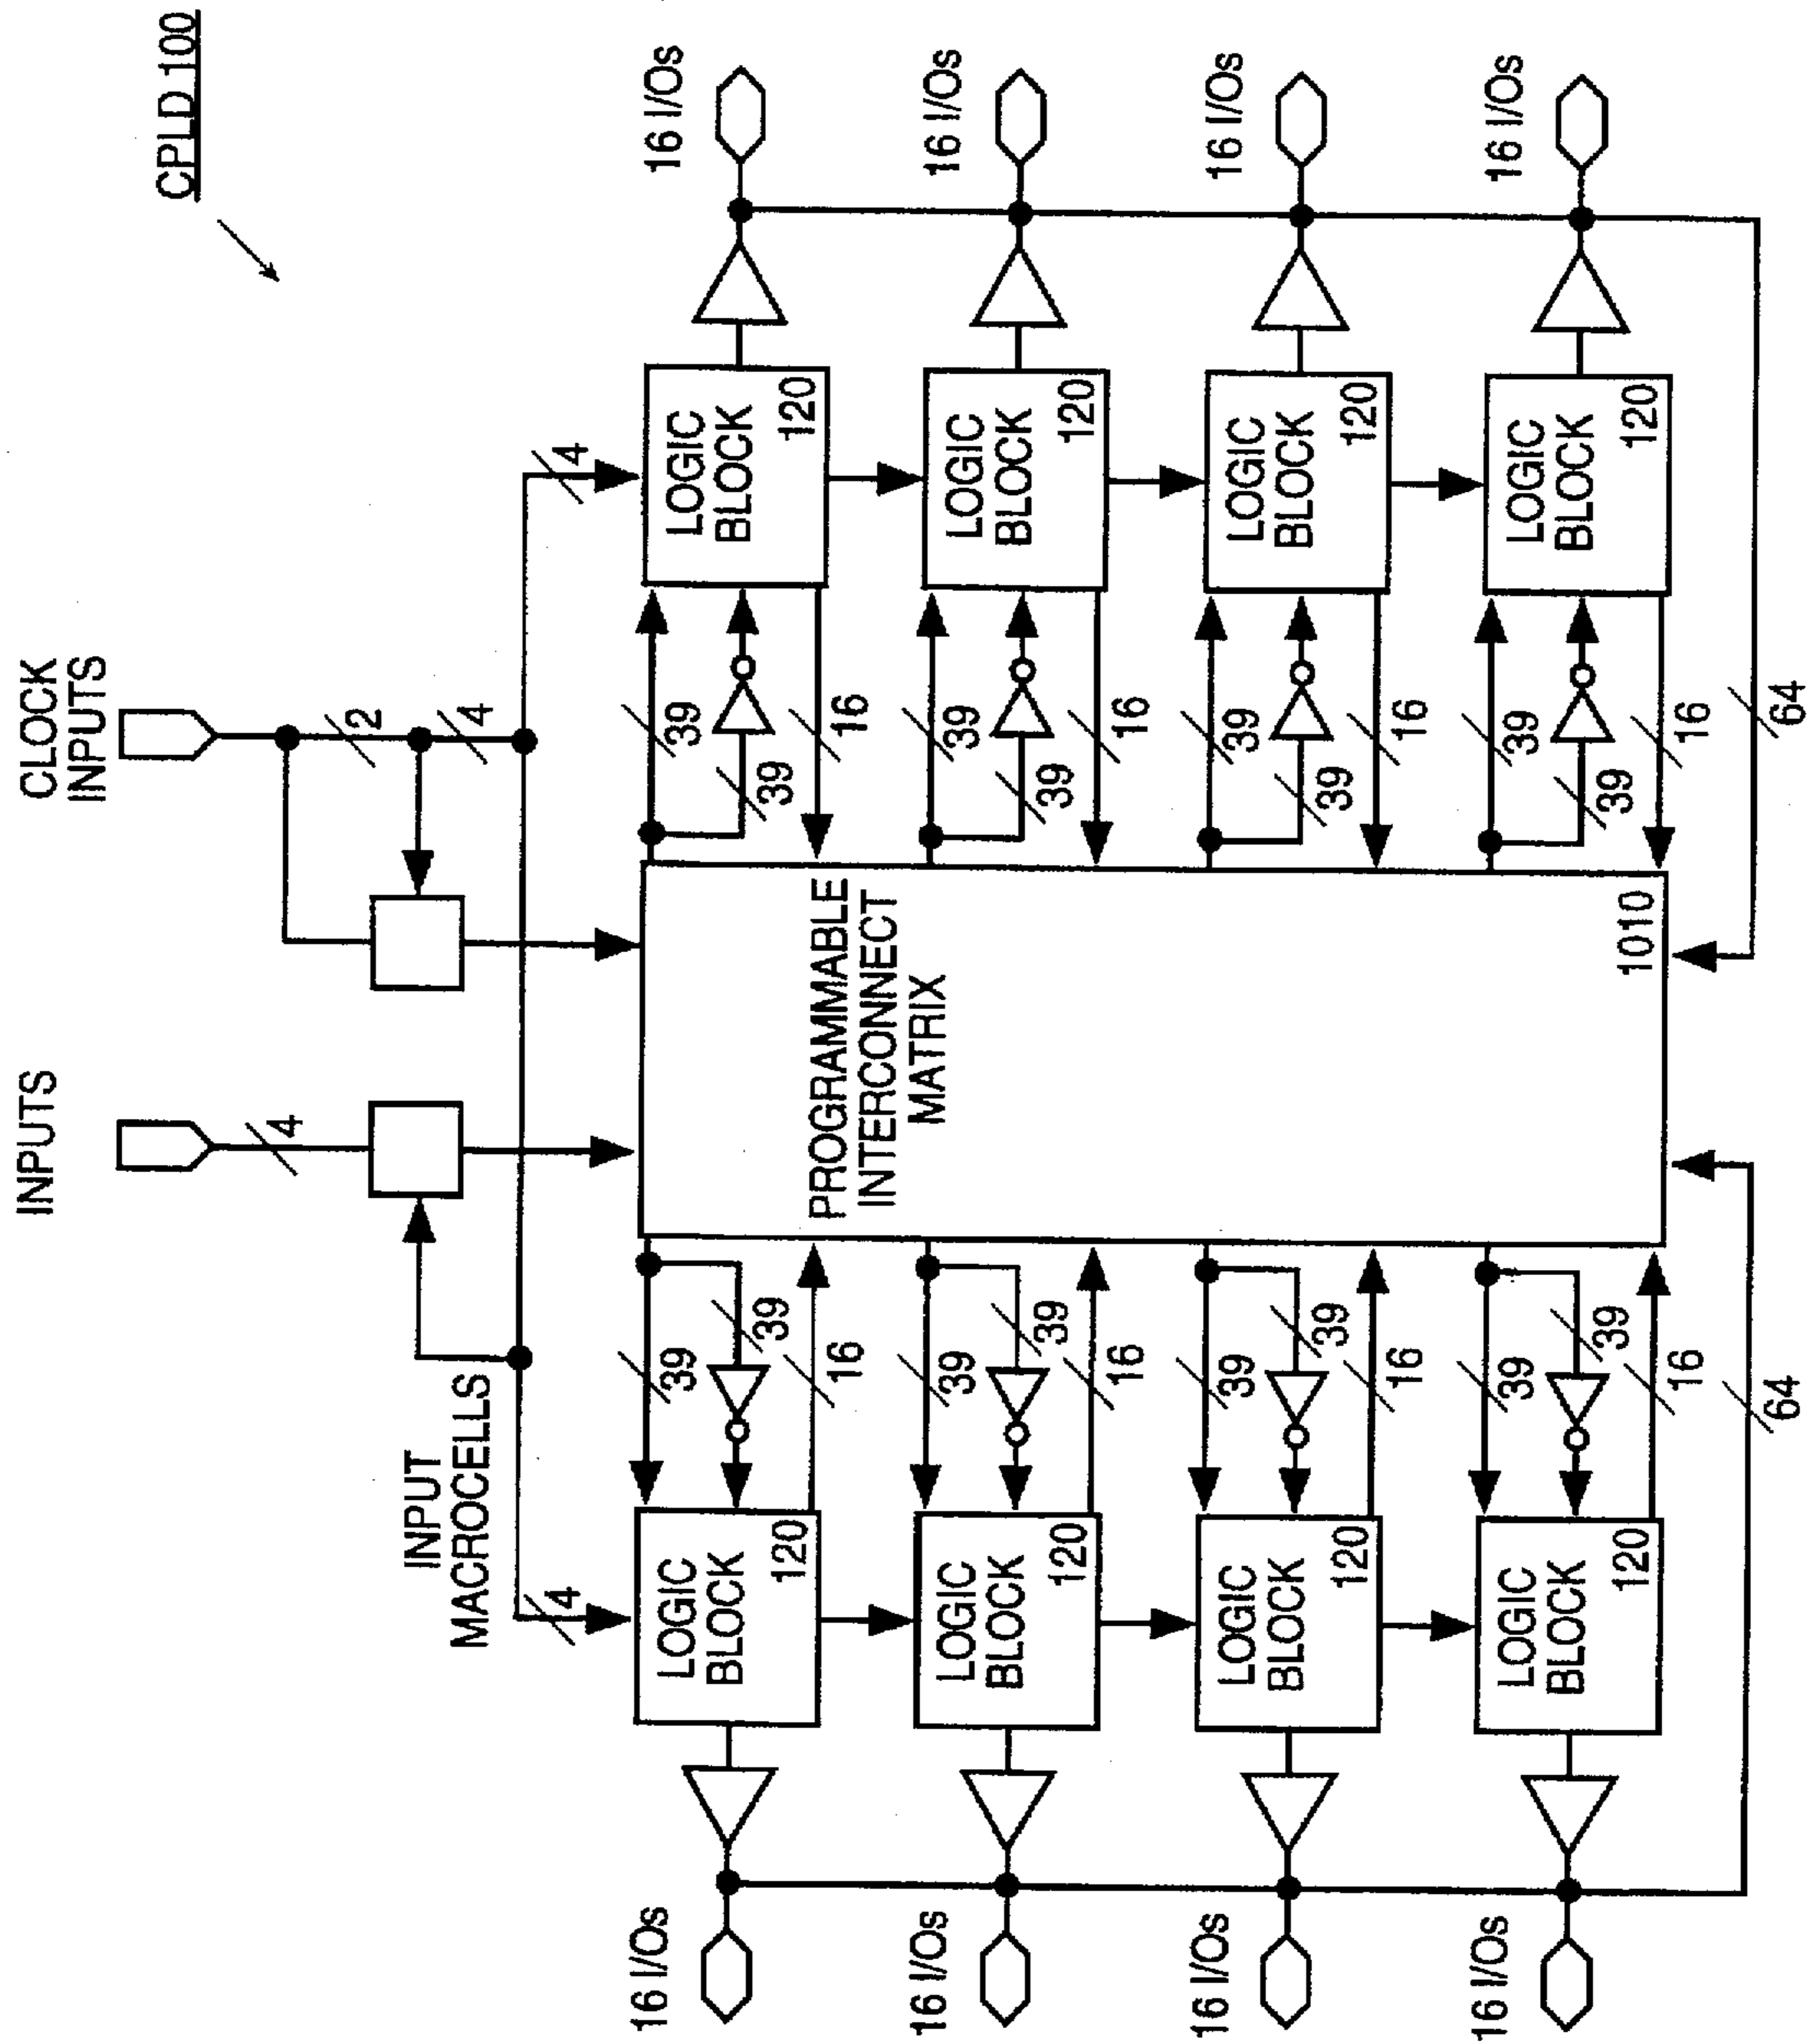 CPLD 100
INPUTS
CLOCK
INPUTS
4
2
4
INPUT
MACROCELLS
4
4
16 I/Os
LOGIC
BLOCK
120
39
39
16
PROGRAMMABLE
INTERCONNECT
MATRIX
1010
39
39
16
LOGIC
BLOCK
120
16 I/Os
16 I/Os
LOGIC
BLOCK
120
39
39
16
39
39
16
LOGIC
BLOCK
120
16 I/Os
16 I/Os
LOGIC
BLOCK
120
39
39
16
39
39
16
LOGIC
BLOCK
120
16 I/Os
16 I/Os
LOGIC
BLOCK
120
39
39
16
39
39
16
LOGIC
BLOCK
120
16 I/Os
64
64